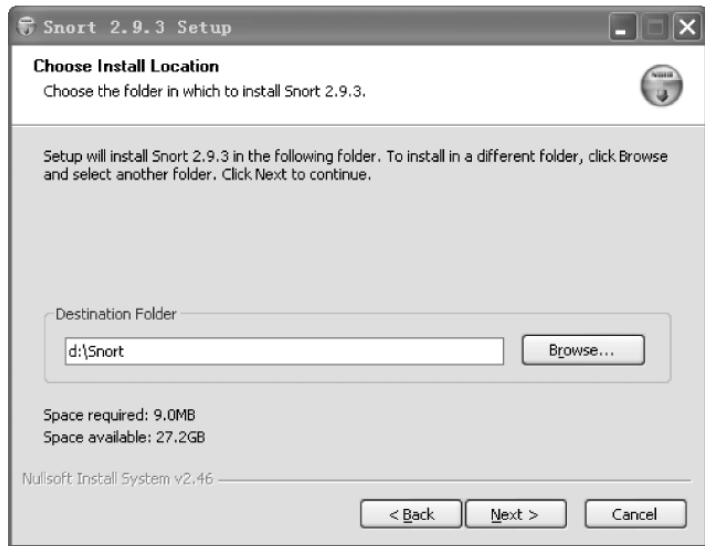 Snort 2.9.3 Setup
Choose Install Location
Choose the folder in which to install Snort 2.9.3.
Setup will install Snort 2.9.3 in the following folder. To install in a different folder, click Browse
and select another folder. Click Next to continue.
Destination Folder
d:\Snort
Browse...
Space required: 9.0MB
Space available: 27.2GB
Nullsoft Install System v2.46
< Back Next > Cancel